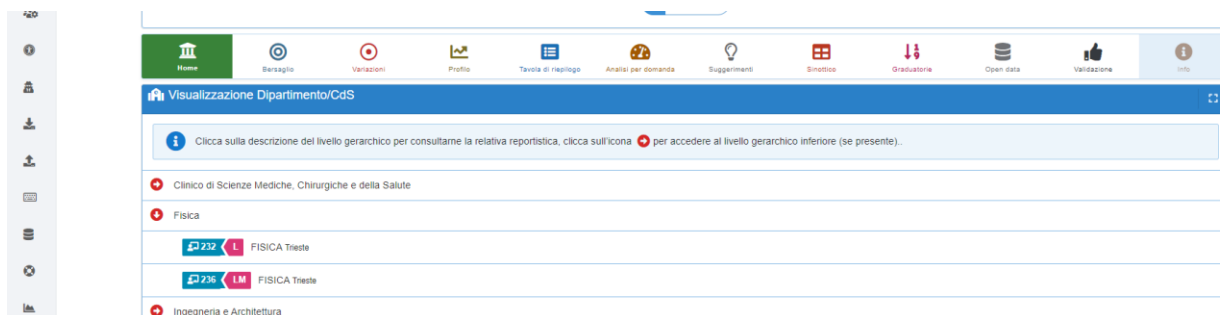 Home Bersaglio Variazioni Profilo Tavola di riepilogo Analisi per domanda Suggerimenti Sinottico Graduatorie Open data Validazione Info
Visualizzazione Dipartimento/CdS
Clicca sulla descrizione del livello gerarchico per consultarne la relativa reportistica, clicca sull'icona per accedere al livello gerarchico inferiore (se presente)..
Clinico di Scienze Mediche, Chirurgiche e della Salute
Fisica
232 L FISICA Trieste
236 LM FISICA Trieste
Ingegneria e Architettura